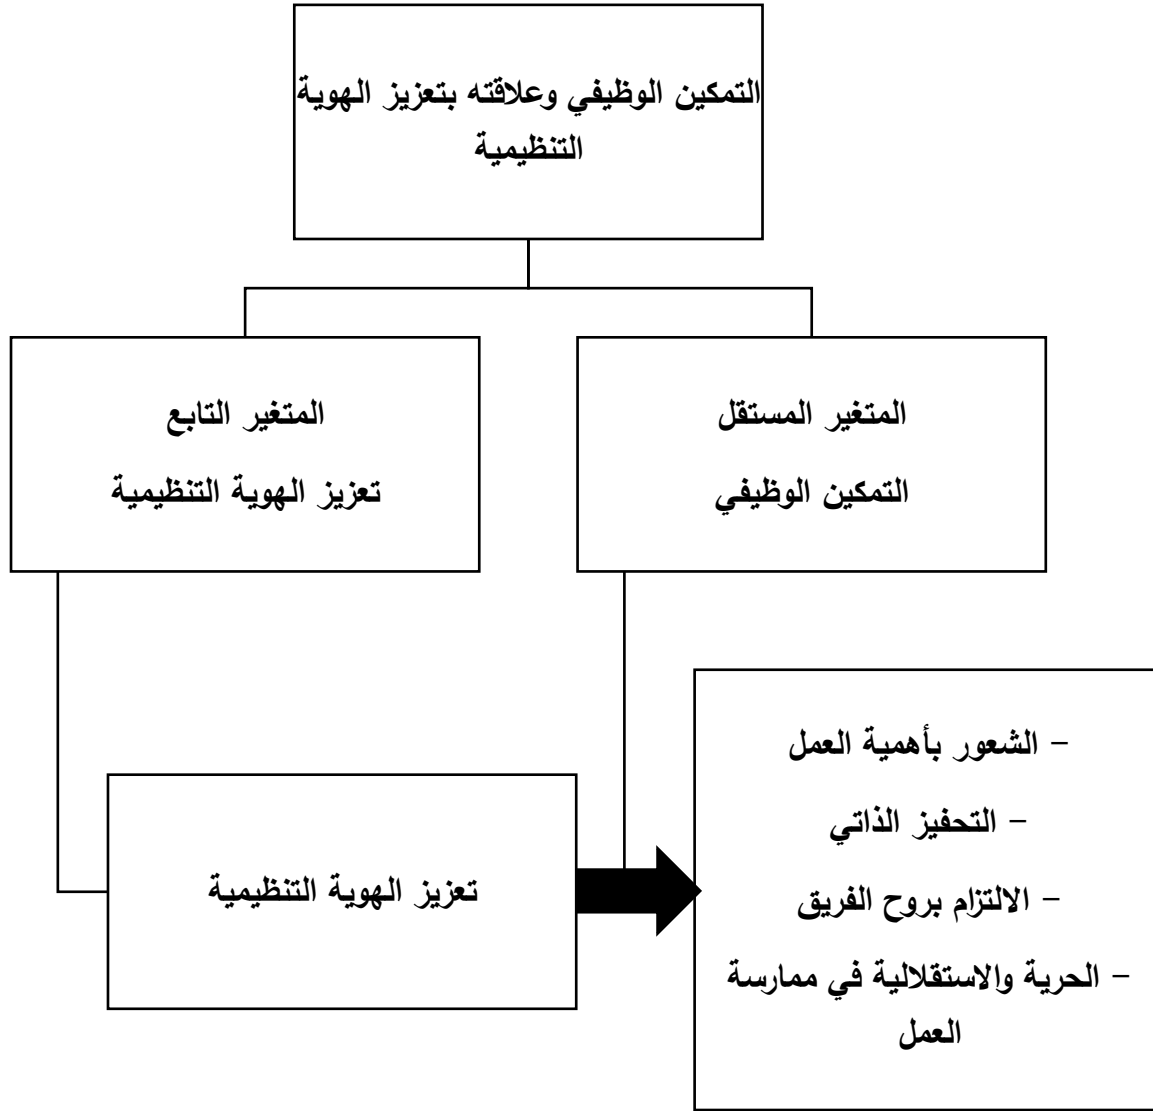 التمكين الوظيفي وعلاقته بتعزيز الهوية
التنظيمية
المتغير المستقل
التمكين الوظيفي
المتغير التابع
تعزيز الهوية التنظيمية
- الشعور بأهمية العمل
- التحفيز الذاتي
- الالتزام بروح الفريق
- الحرية والاستقلالية في ممارسة
العمل
تعزيز الهوية التنظيمية